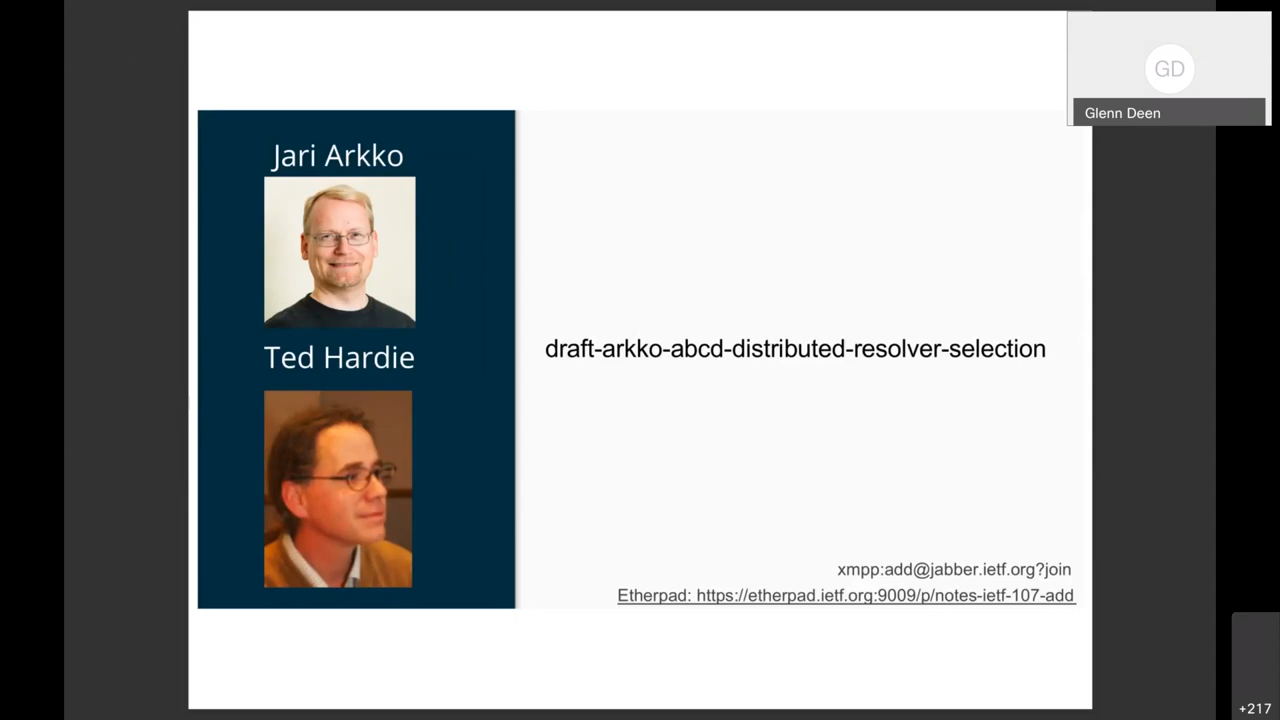 Jari Arkko
Ted Hardie
draft-arkko-abcd-distributed-resolver-selection
xmpp:add@jabber.ietf.org?join
Etherpad: https://etherpad.ietf.org:9009/p/notes-ietf-107-add
GD
Glenn Deen
+217